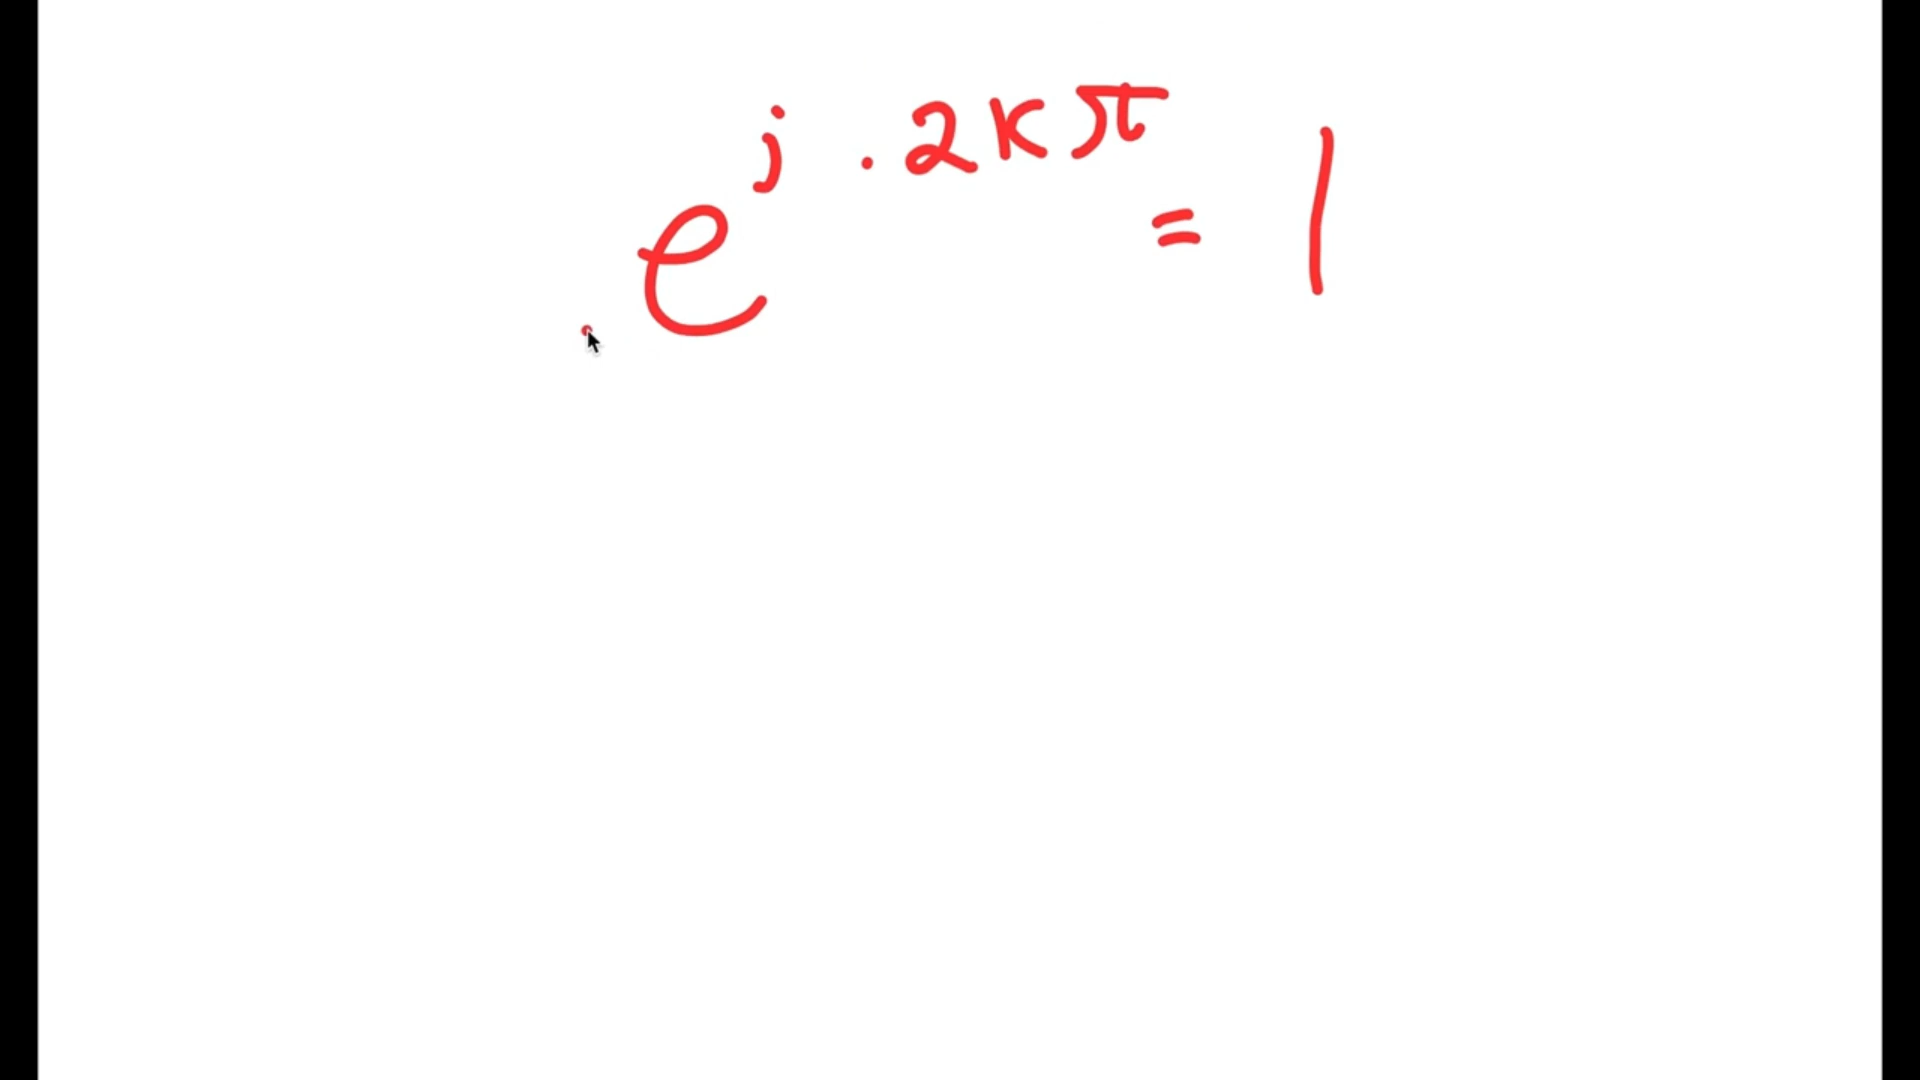 e^{j . 2kπ} = 1